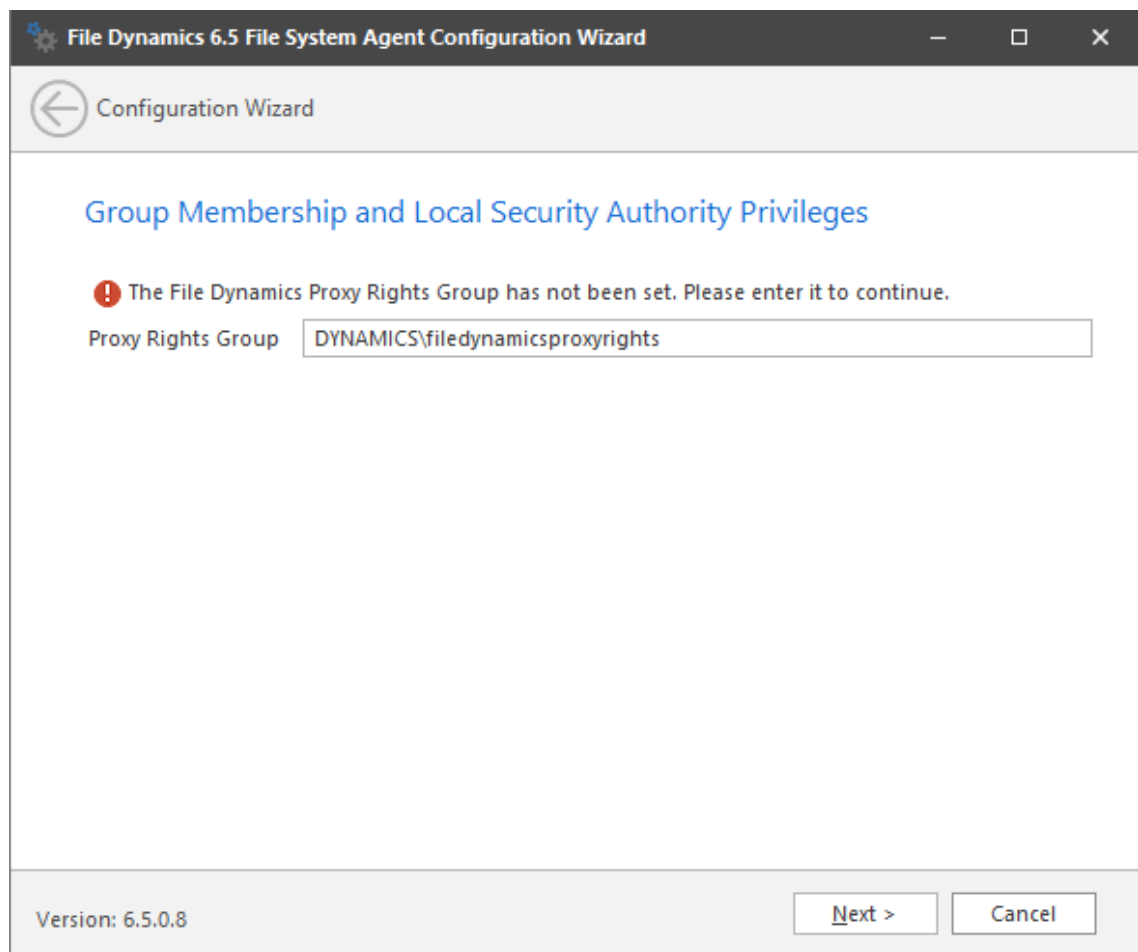 File Dynamics 6.5 File System Agent Configuration Wizard
Configuration Wizard
Group Membership and Local Security Authority Privileges
The File Dynamics Proxy Rights Group has not been set. Please enter it to continue.
Proxy Rights Group DYNAMICS\filedynamicsproxyrights
Version: 6.5.0.8 Next > Cancel